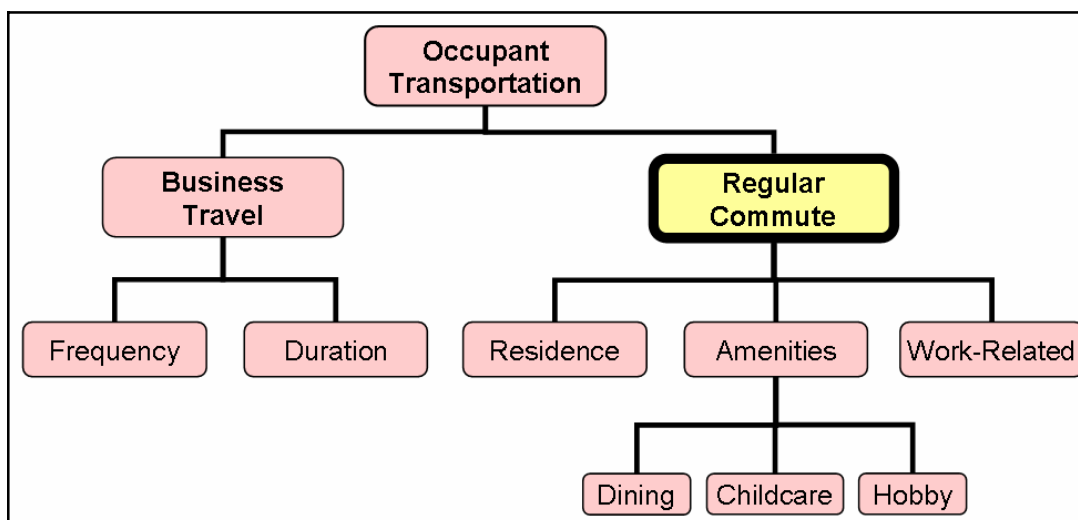 Occupant
Transportation
Business
Travel
Regular
Commute
Frequency
Duration
Residence
Amenities
Work-Related
Dining
Childcare
Hobby